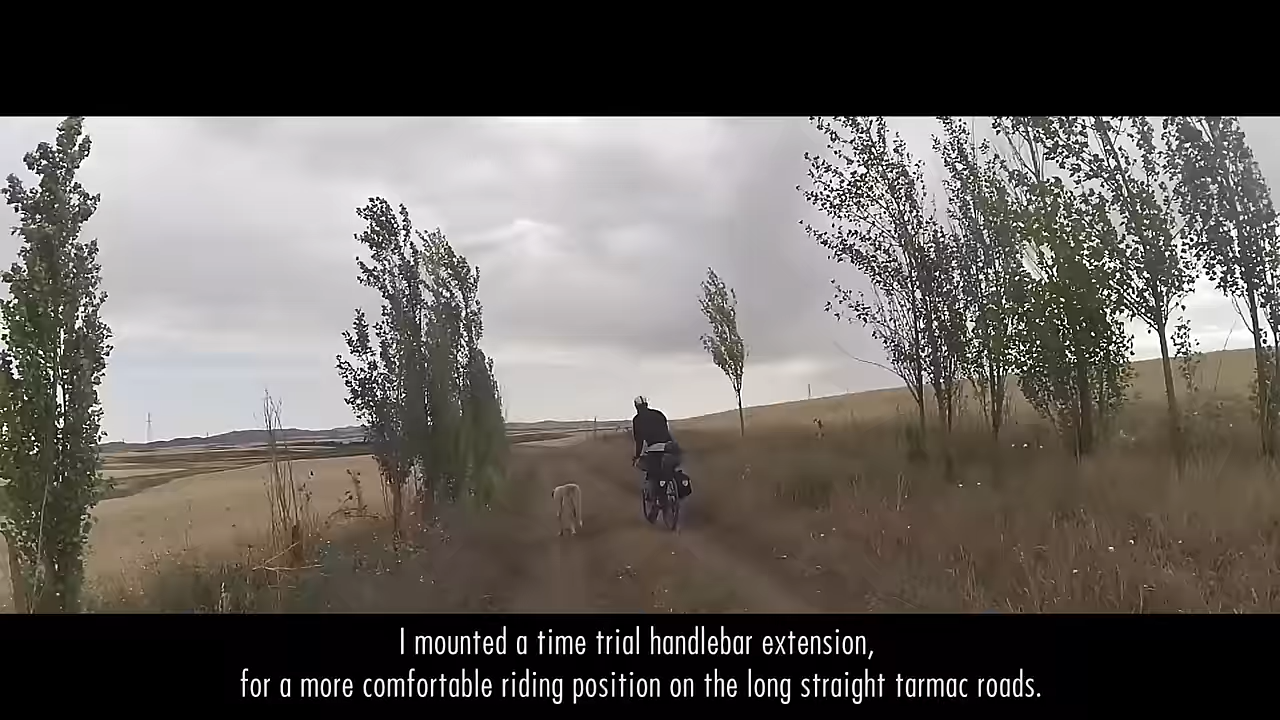 I mounted a time trial handlebar extension,
for a more comfortable riding position on the long straight tarmac roads.